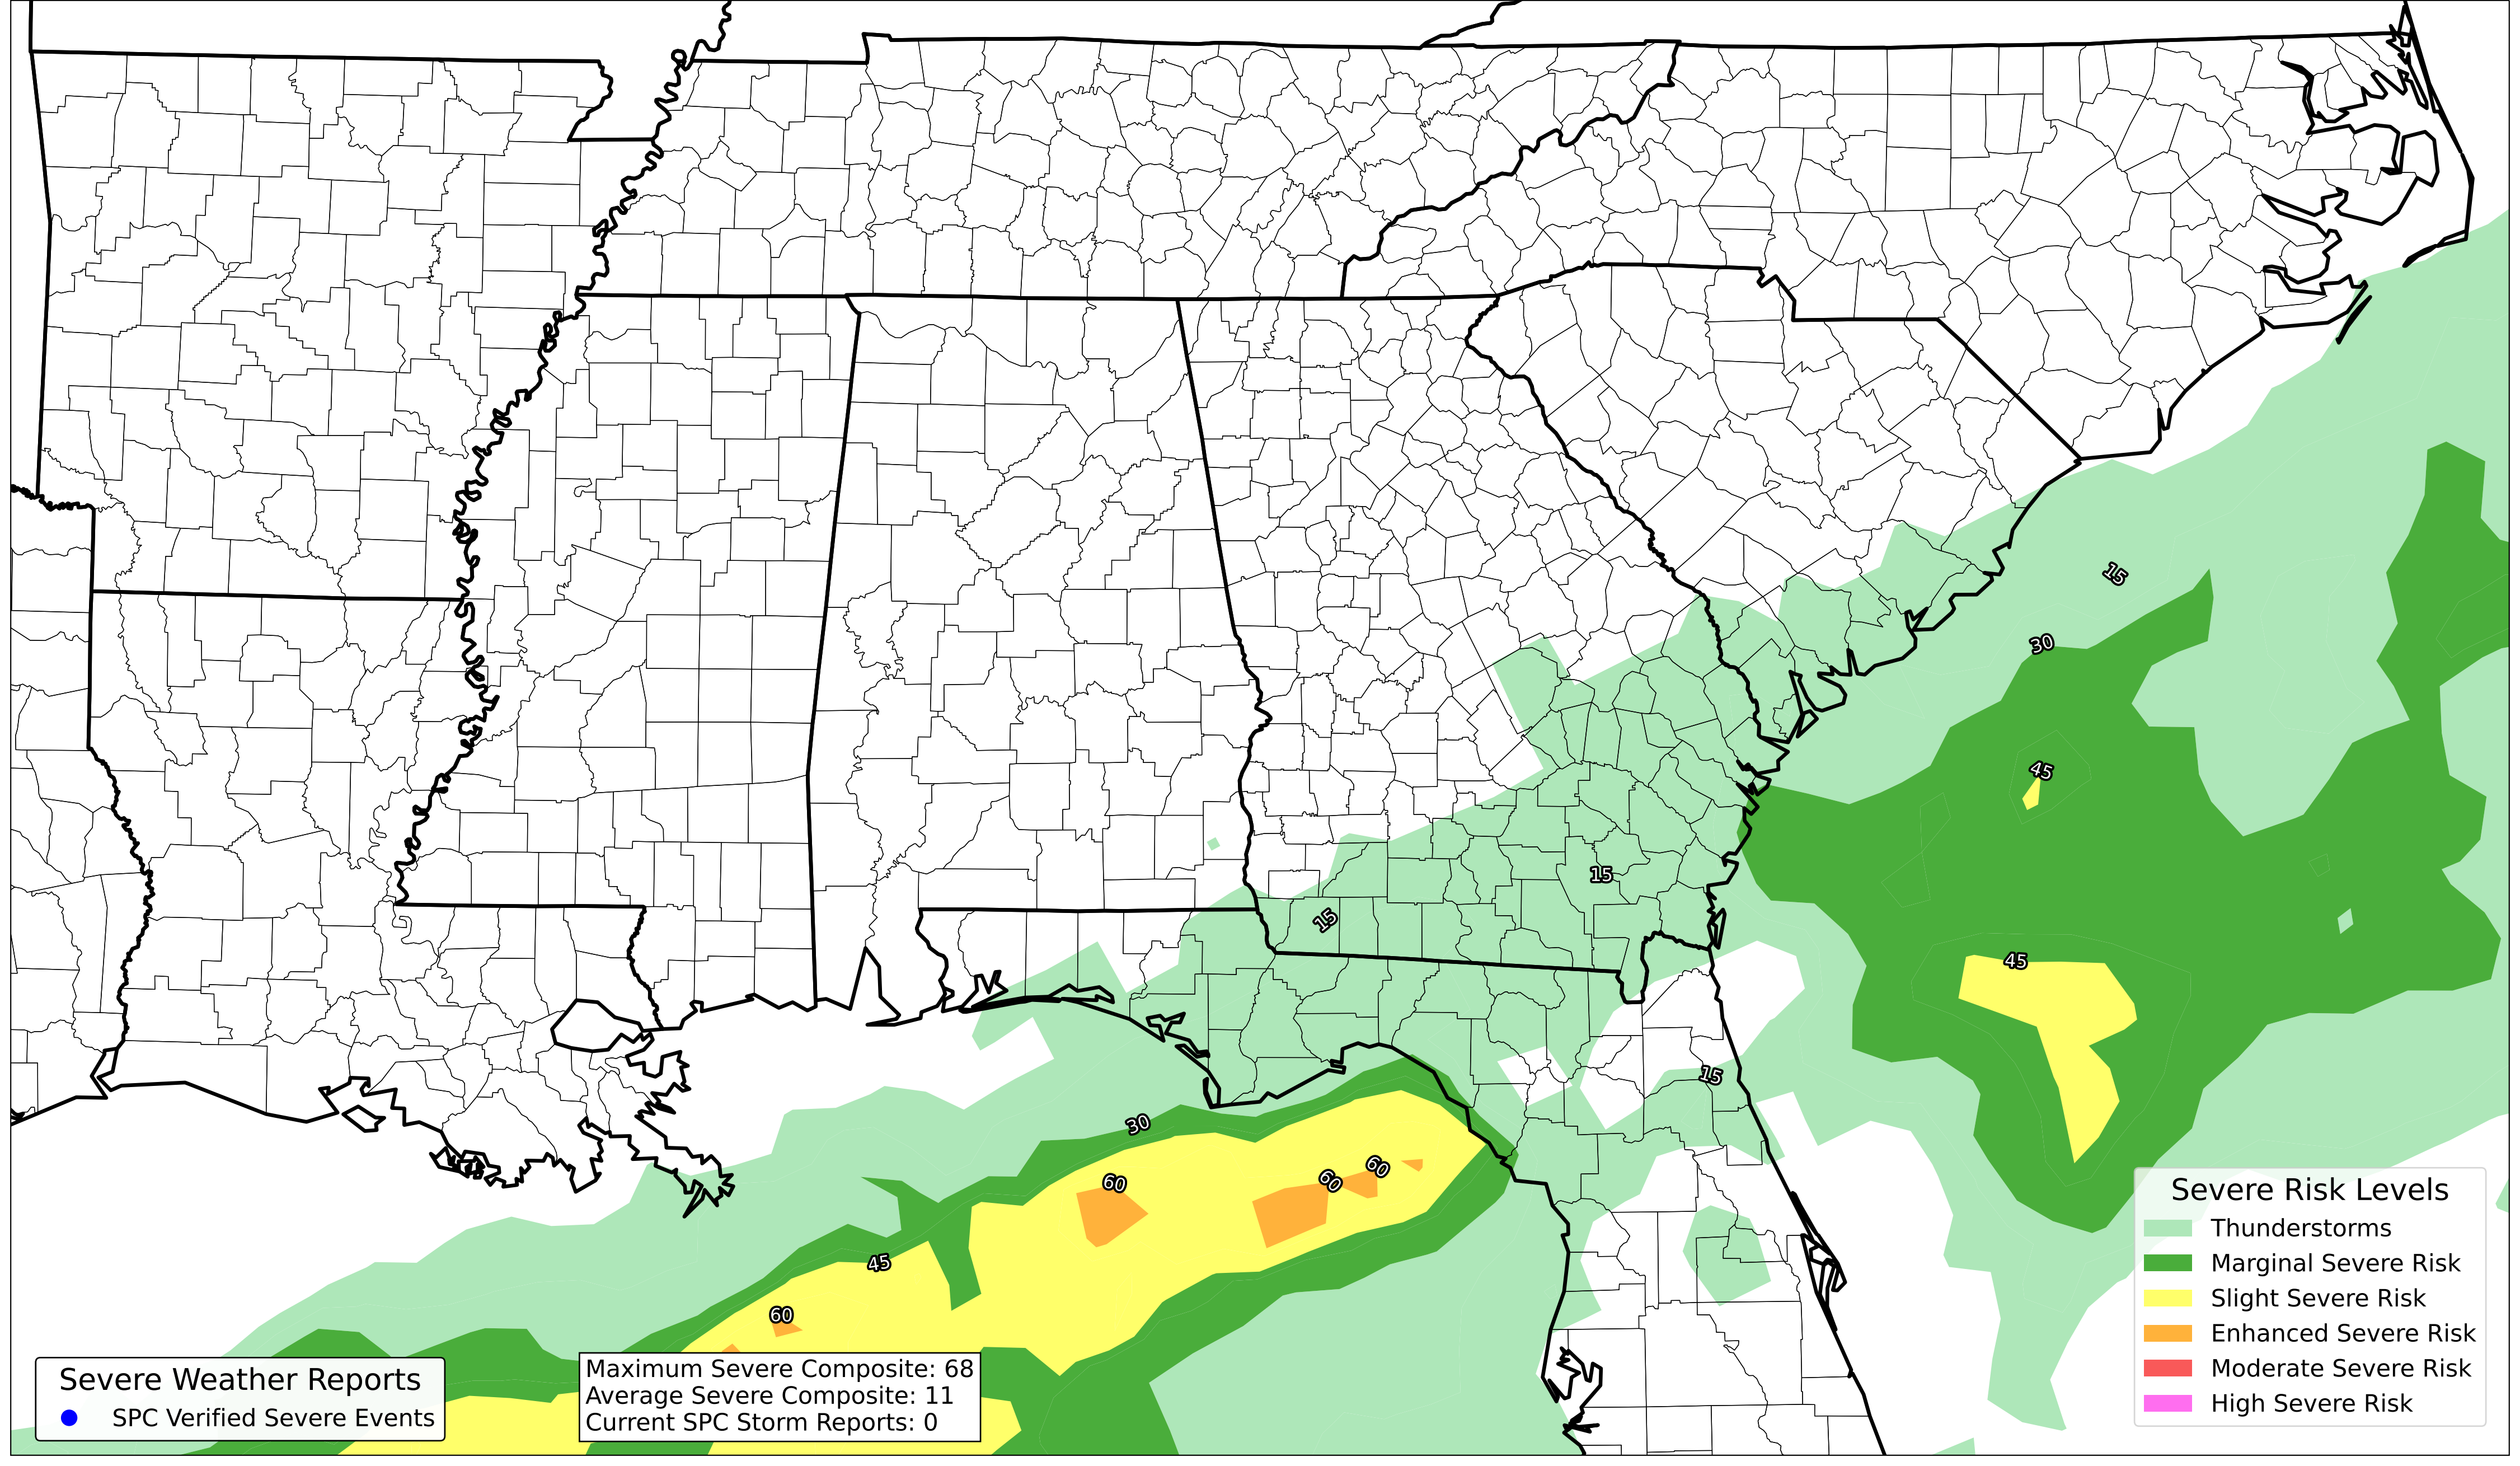 15
30
45
15
15
45
15
30
60
60
60
45
60
Severe Risk Levels
Thunderstorms
Marginal Severe Risk
Slight Severe Risk
Enhanced Severe Risk
Moderate Severe Risk
High Severe Risk
Severe Weather Reports
SPC Verified Severe Events
Maximum Severe Composite: 68
Average Severe Composite: 11
Current SPC Storm Reports: 0